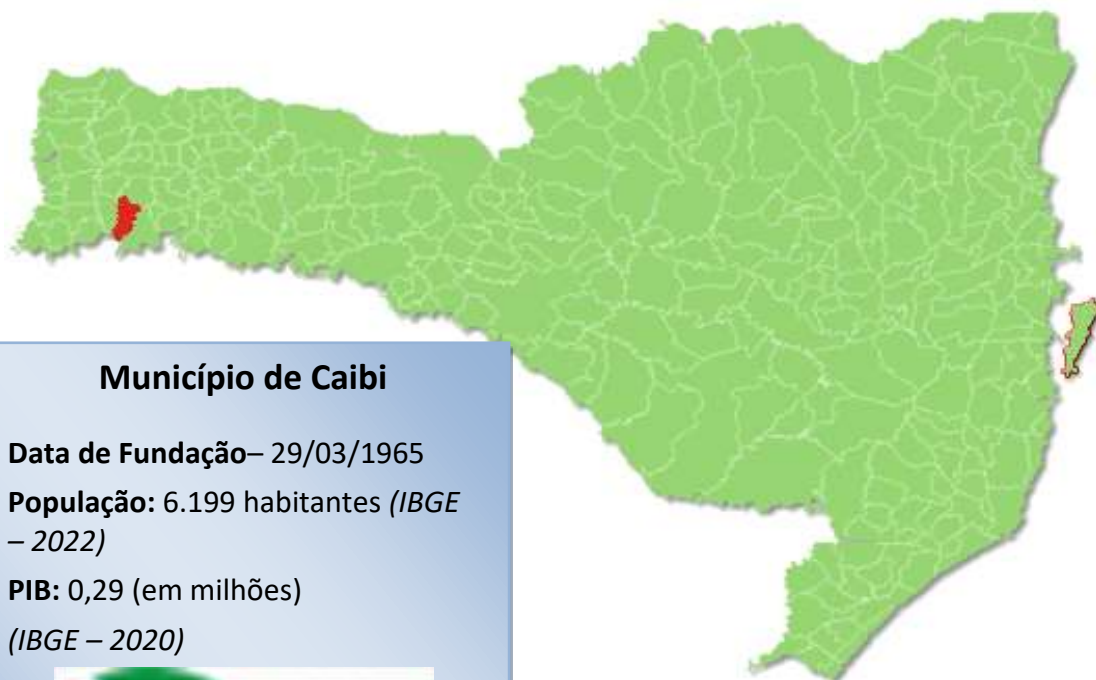 Município de Caibi
Data de Fundação– 29/03/1965
População: 6.199 habitantes (IBGE
– 2022)
PIB: 0,29 (em milhões)
(IBGE – 2020)